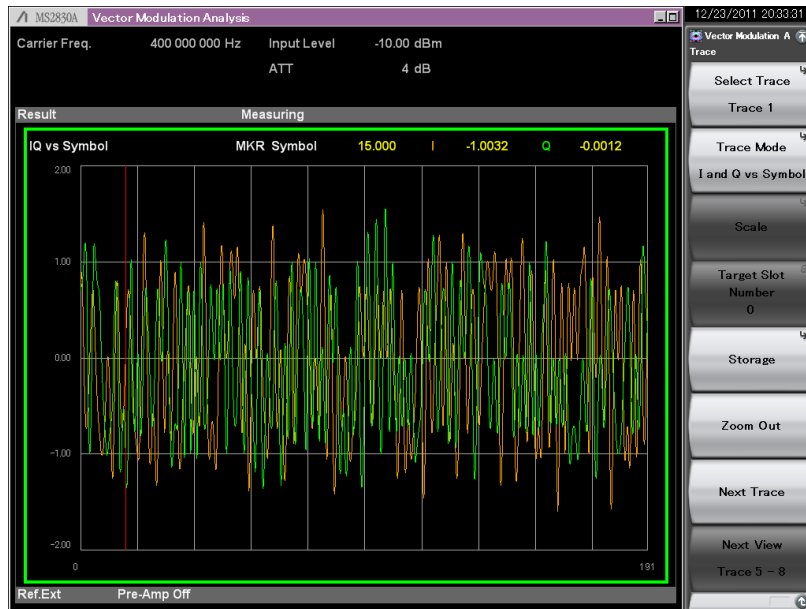 MS2830A Vector Modulation Analysis
12/23/2011 20:33:31
Carrier Freq. 400 000 000 Hz Input Level -10.00 dBm
ATT 4 dB
Result Measuring
IQ vs Symbol MKR Symbol 15.000 I -1.0032 Q -0.0012
2.00
1.00
0.00
-1.00
-2.00
0 191
Ref.Ext Pre-Amp Off
Vector Modulation A
Trace
Select Trace
Trace 1
Trace Mode
I and Q vs Symbol
Scale
Target Slot
Number
0
Storage
Zoom Out
Next Trace
Next View
Trace 5 - 8